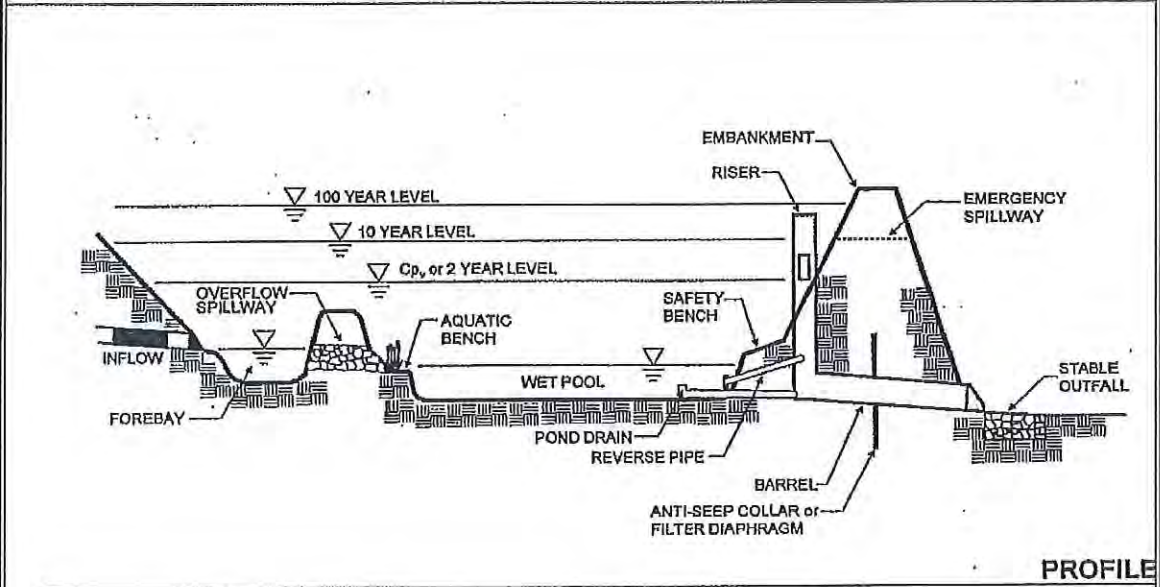 EMBANKMENT
RISER
100 YEAR LEVEL
EMERGENCY
SPILLWAY
10 YEAR LEVEL
Cpv or 2 YEAR LEVEL
OVERFLOW
SPILLWAY
SAFETY
BENCH
AQUATIC
BENCH
INFLOW
STABLE
OUTFALL
WET POOL
FOREBAY
POND DRAIN
REVERSE PIPE
BARREL
ANTI-SEEP COLLAR or
FILTER DIAPHRAGM
PROFILE